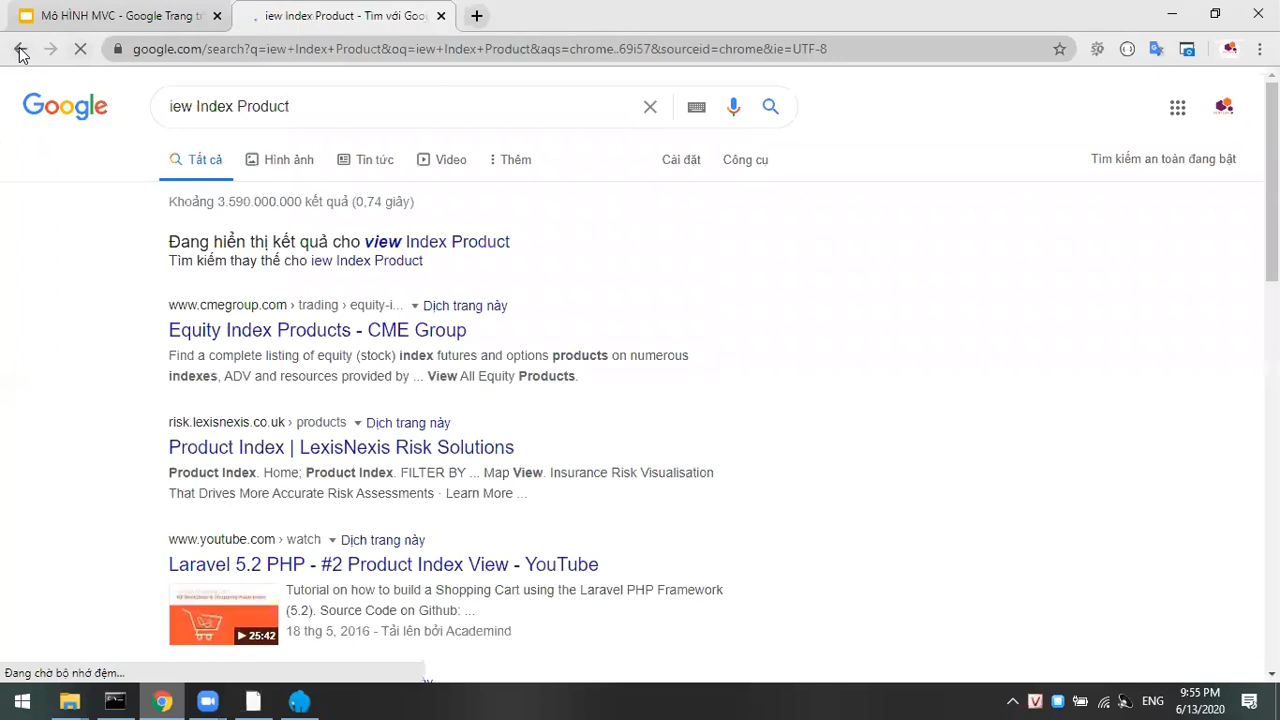 Mô HÌNH MVC - Google Trang t
iew Index Product - Tìm với Goo
google.com/search?q=iew+Index+Product&oq=iew+Index+Product&aqs=chrome..69i57&sourceid=chrome&ie=UTF-8
Google
iew Index Product
Tất cả
Hình ảnh
Tin tức
Video
Thêm
Cài đặt
Công cụ
Tìm kiếm an toàn đang bật
Khoảng 3.590.000.000 kết quả (0,74 giây)
Đang hiển thị kết quả cho view Index Product
Tìm kiếm thay thế cho iew Index Product
www.cmegroup.com › trading › equity-i... Dịch trang này
Equity Index Products - CME Group
Find a complete listing of equity (stock) index futures and options products on numerous
indexes, ADV and resources provided by ... View All Equity Products.
risk.lexisnexis.co.uk › products Dịch trang này
Product Index | LexisNexis Risk Solutions
Product Index. Home; Product Index. FILTER BY ... Map View. Insurance Risk Visualisation
That Drives More Accurate Risk Assessments · Learn More ...
www.youtube.com › watch Dịch trang này
Laravel 5.2 PHP - #2 Product Index View - YouTube
Tutorial on how to build a Shopping Cart using the Laravel PHP Framework
(5.2). Source Code on Github: ...
25:42
18 thg 5, 2016 - Tải lên bởi Academind
Đang chờ bộ nhớ đệm...
ENG
9:55 PM
6/13/2020